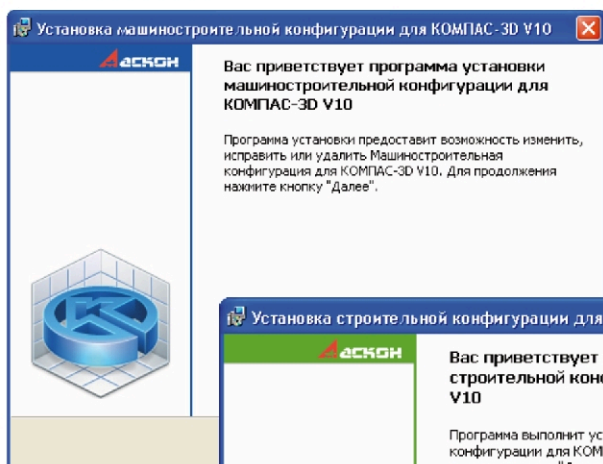 Установка машиностроительной конфигурации для КОМПАС-3D V10
Аскон
Вас приветствует программа установки
машиностроительной конфигурации для
КОМПАС-3D V10
Программа установки предоставит возможность изменить,
исправить или удалить Машиностроительная
конфигурация для КОМПАС-3D V10. Для продолжения
нажмите кнопку "Далее".
Установка строительной конфигурации для
Аскон
Вас приветствует
строительной кон
V10
Программа выполнит ус
конфигурации для КОМ